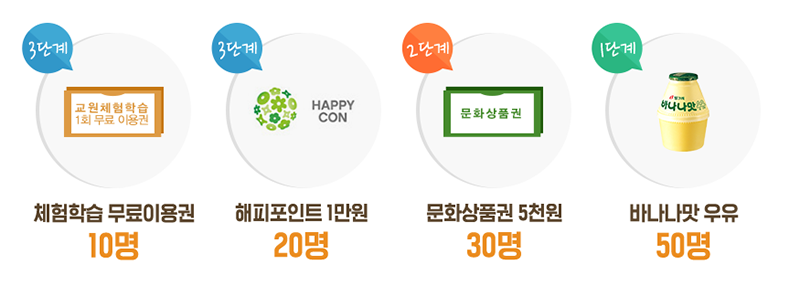 3단계
교원체험학습
1회 무료 이용권
체험학습 무료이용권
10명
3단계
HAPPY
CON
해피포인트 1만원
20명
2단계
문화상품권
문화상품권 5천원
30명
1단계
바나나맛
바나나맛 우유
50명